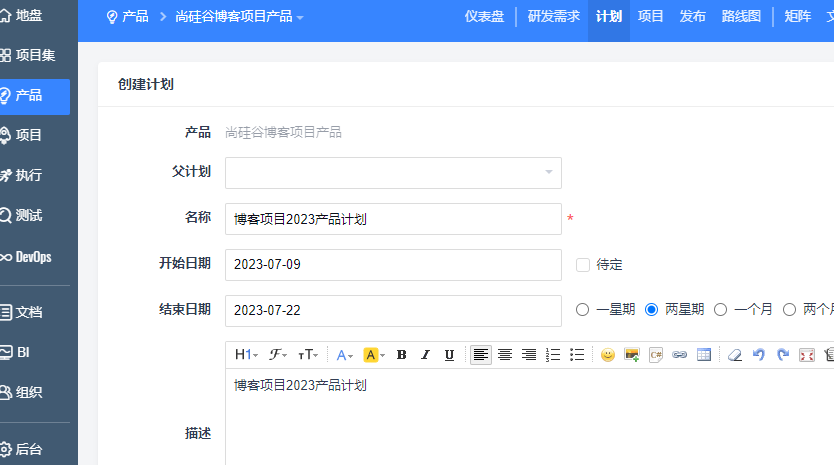 地盘
项目集
产品
项目
执行
测试
DevOps
文档
BI
组织
后台
产品 尚硅谷博客项目产品 仪表盘 研发需求 计划 项目 发布 路线图 矩阵
创建计划
产品 尚硅谷博客项目产品
父计划
名称 博客项目2023产品计划 *
开始日期 2023-07-09 待定
结束日期 2023-07-22 一星期 两星期 一个月 两个月
H1 F TT A A B I U C#
博客项目2023产品计划
描述